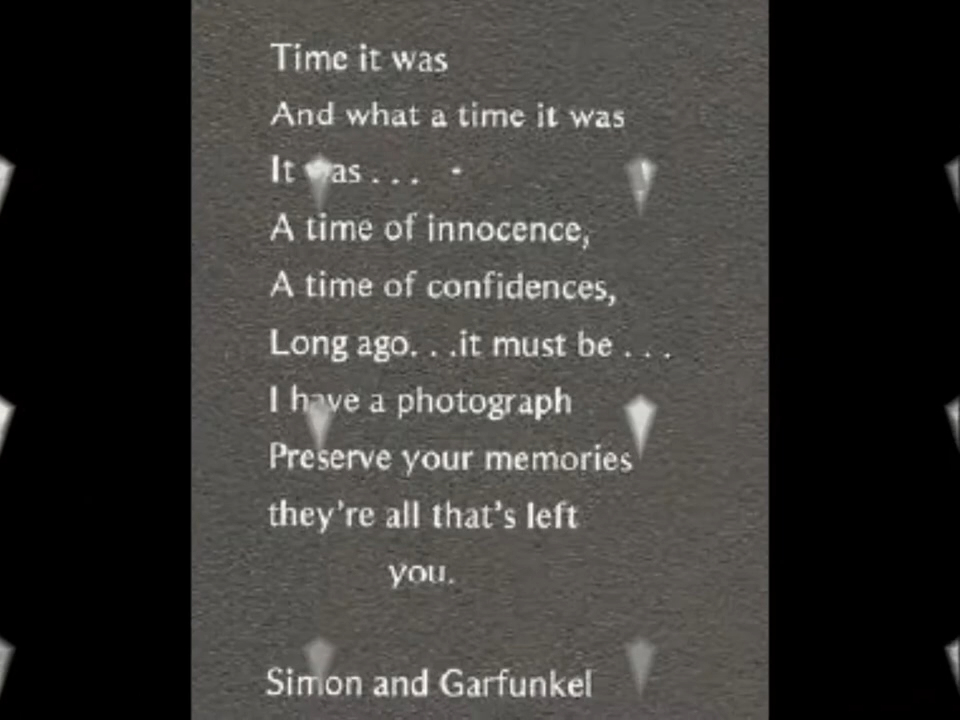 Time it was
And what a time it was
It was . . .
A time of innocence,
A time of confidences,
Long ago. . .it must be . . .
I have a photograph
Preserve your memories
they're all that's left
you.
Simon and Garfunkel